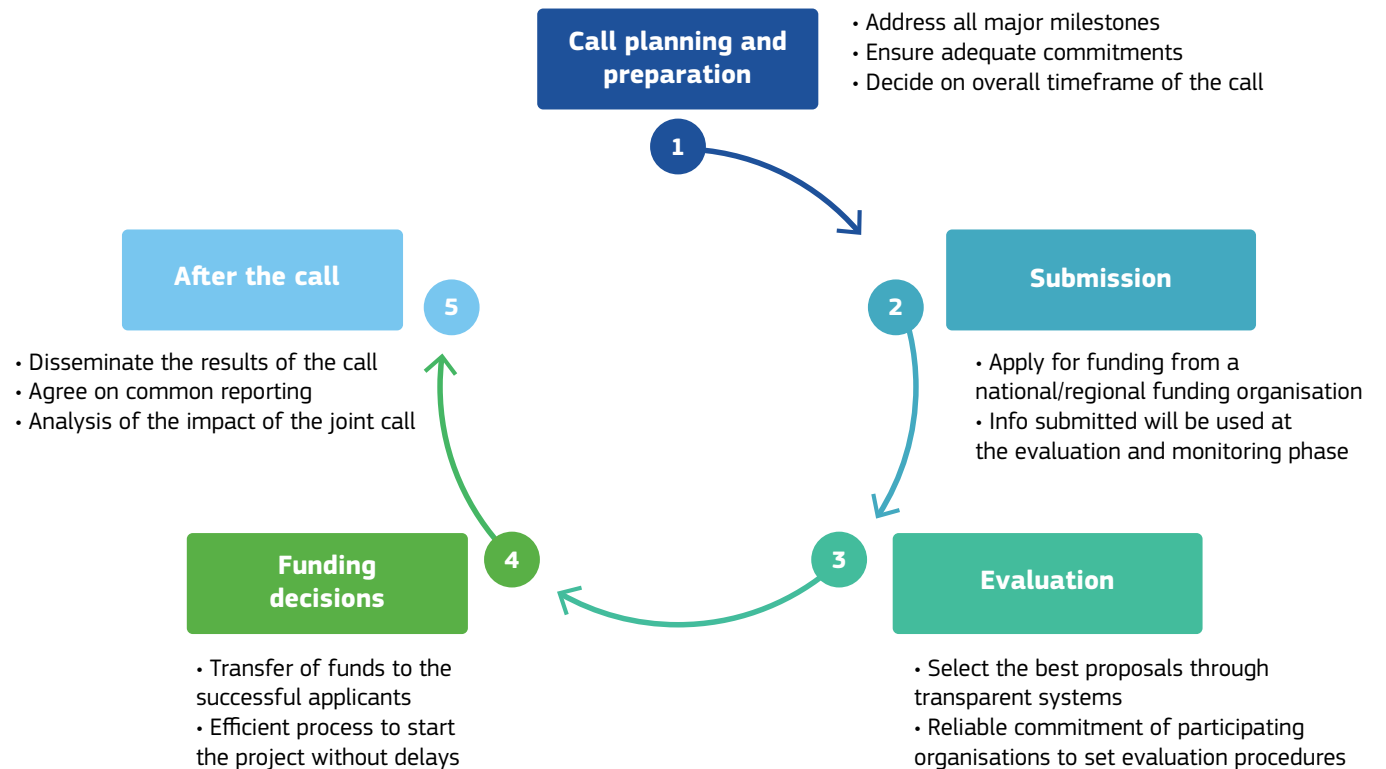 Call planning and
preparation
• Address all major milestones
• Ensure adequate commitments
• Decide on overall timeframe of the call
1
Submission
2
• Apply for funding from a
national/regional funding organisation
• Info submitted will be used at
the evaluation and monitoring phase
Evaluation
3
• Select the best proposals through
transparent systems
• Reliable commitment of participating
organisations to set evaluation procedures
Funding
decisions
4
• Transfer of funds to the
successful applicants
• Efficient process to start
the project without delays
After the call
5
• Disseminate the results of the call
• Agree on common reporting
• Analysis of the impact of the joint call